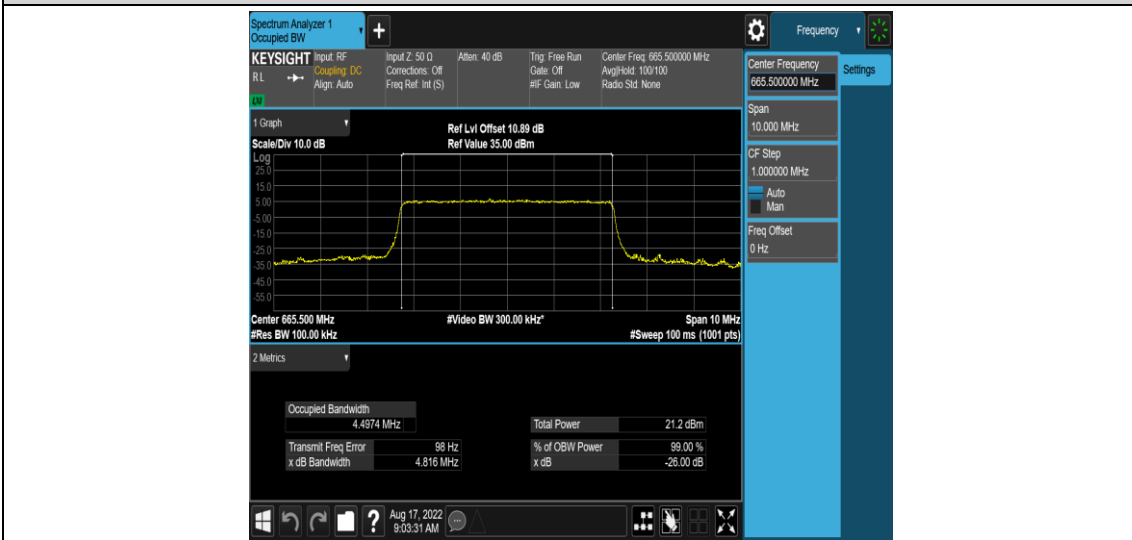 Spectrum Analyzer 1
Occupied BW
Frequency
KEYSIGHT
RL
LXI
Input: RF
Coupling: DC
Align: Auto
Input Z: 50 Ω
Corrections: Off
Freq Ref: Int (S)
Atten: 40 dB
Trig: Free Run
Gate: Off
#IF Gain: Low
Center Freq: 665.500000 MHz
Avg|Hold: 100/100
Radio Std: None
Center Frequency
665.500000 MHz
Settings
Span
10.000 MHz
CF Step
1.000000 MHz
Auto
Man
Freq Offset
0 Hz
1 Graph
Scale/Div 10.0 dB
Ref Lvl Offset 10.89 dB
Ref Value 35.00 dBm
Log
25.0
15.0
5.00
-5.00
-15.0
-25.0
-35.0
-45.0
-55.0
Center 665.500 MHz
#Video BW 300.00 kHz*
Span 10 MHz
#Res BW 100.00 kHz
#Sweep 100 ms (1001 pts)
2 Metrics
Occupied Bandwidth
4.4974 MHz
Total Power 21.2 dBm
Transmit Freq Error 98 Hz
% of OBW Power 99.00 %
x dB Bandwidth 4.816 MHz
x dB -26.00 dB
?
Aug 17, 2022
9:03:31 AM